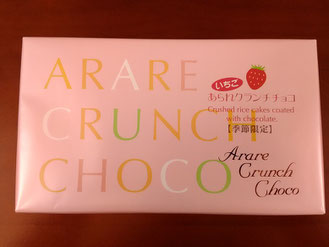 ARARE
CRUNCH
CHOCO
いちご
あられクランチチョコ
Crashed rice cakes coated
with chocolate.
【季節限定】
Arare
Crunch
Choco